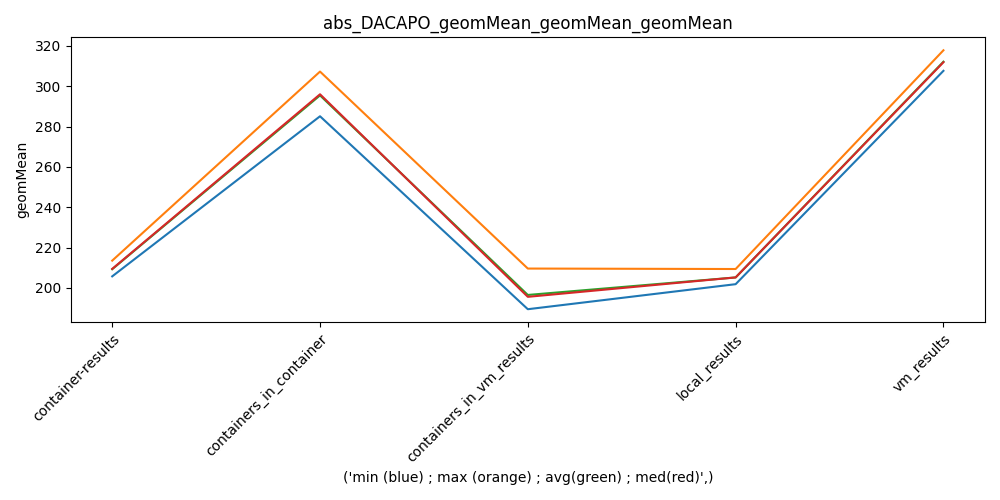 abs_DACAPO_geomMean_geomMean_geomMean
geomMean
320
300
280
260
240
220
200
container-results
containers_in_container
containers_in_vm_results
local_results
vm_results
('min (blue) ; max (orange) ; avg(green) ; med(red)',)